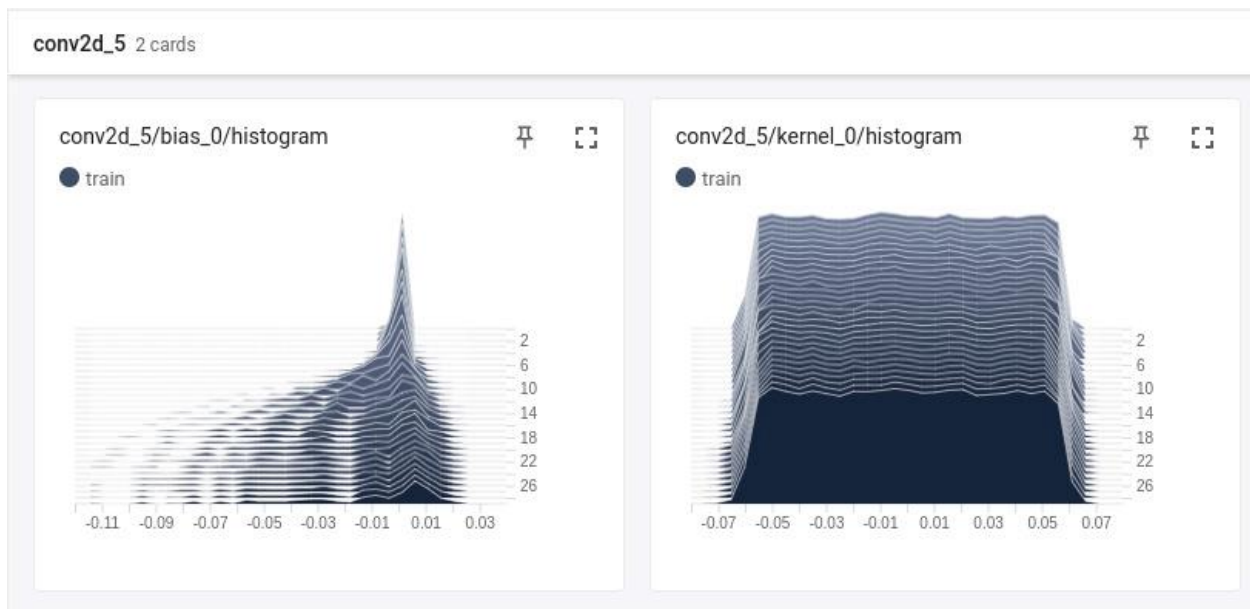 conv2d_5 2 cards
conv2d_5/bias_0/histogram
train
2
6
10
14
18
22
26
-0.11 -0.09 -0.07 -0.05 -0.03 -0.01 0.01 0.03
conv2d_5/kernel_0/histogram
train
2
6
10
14
18
22
26
-0.07 -0.05 -0.03 -0.01 0.01 0.03 0.05 0.07